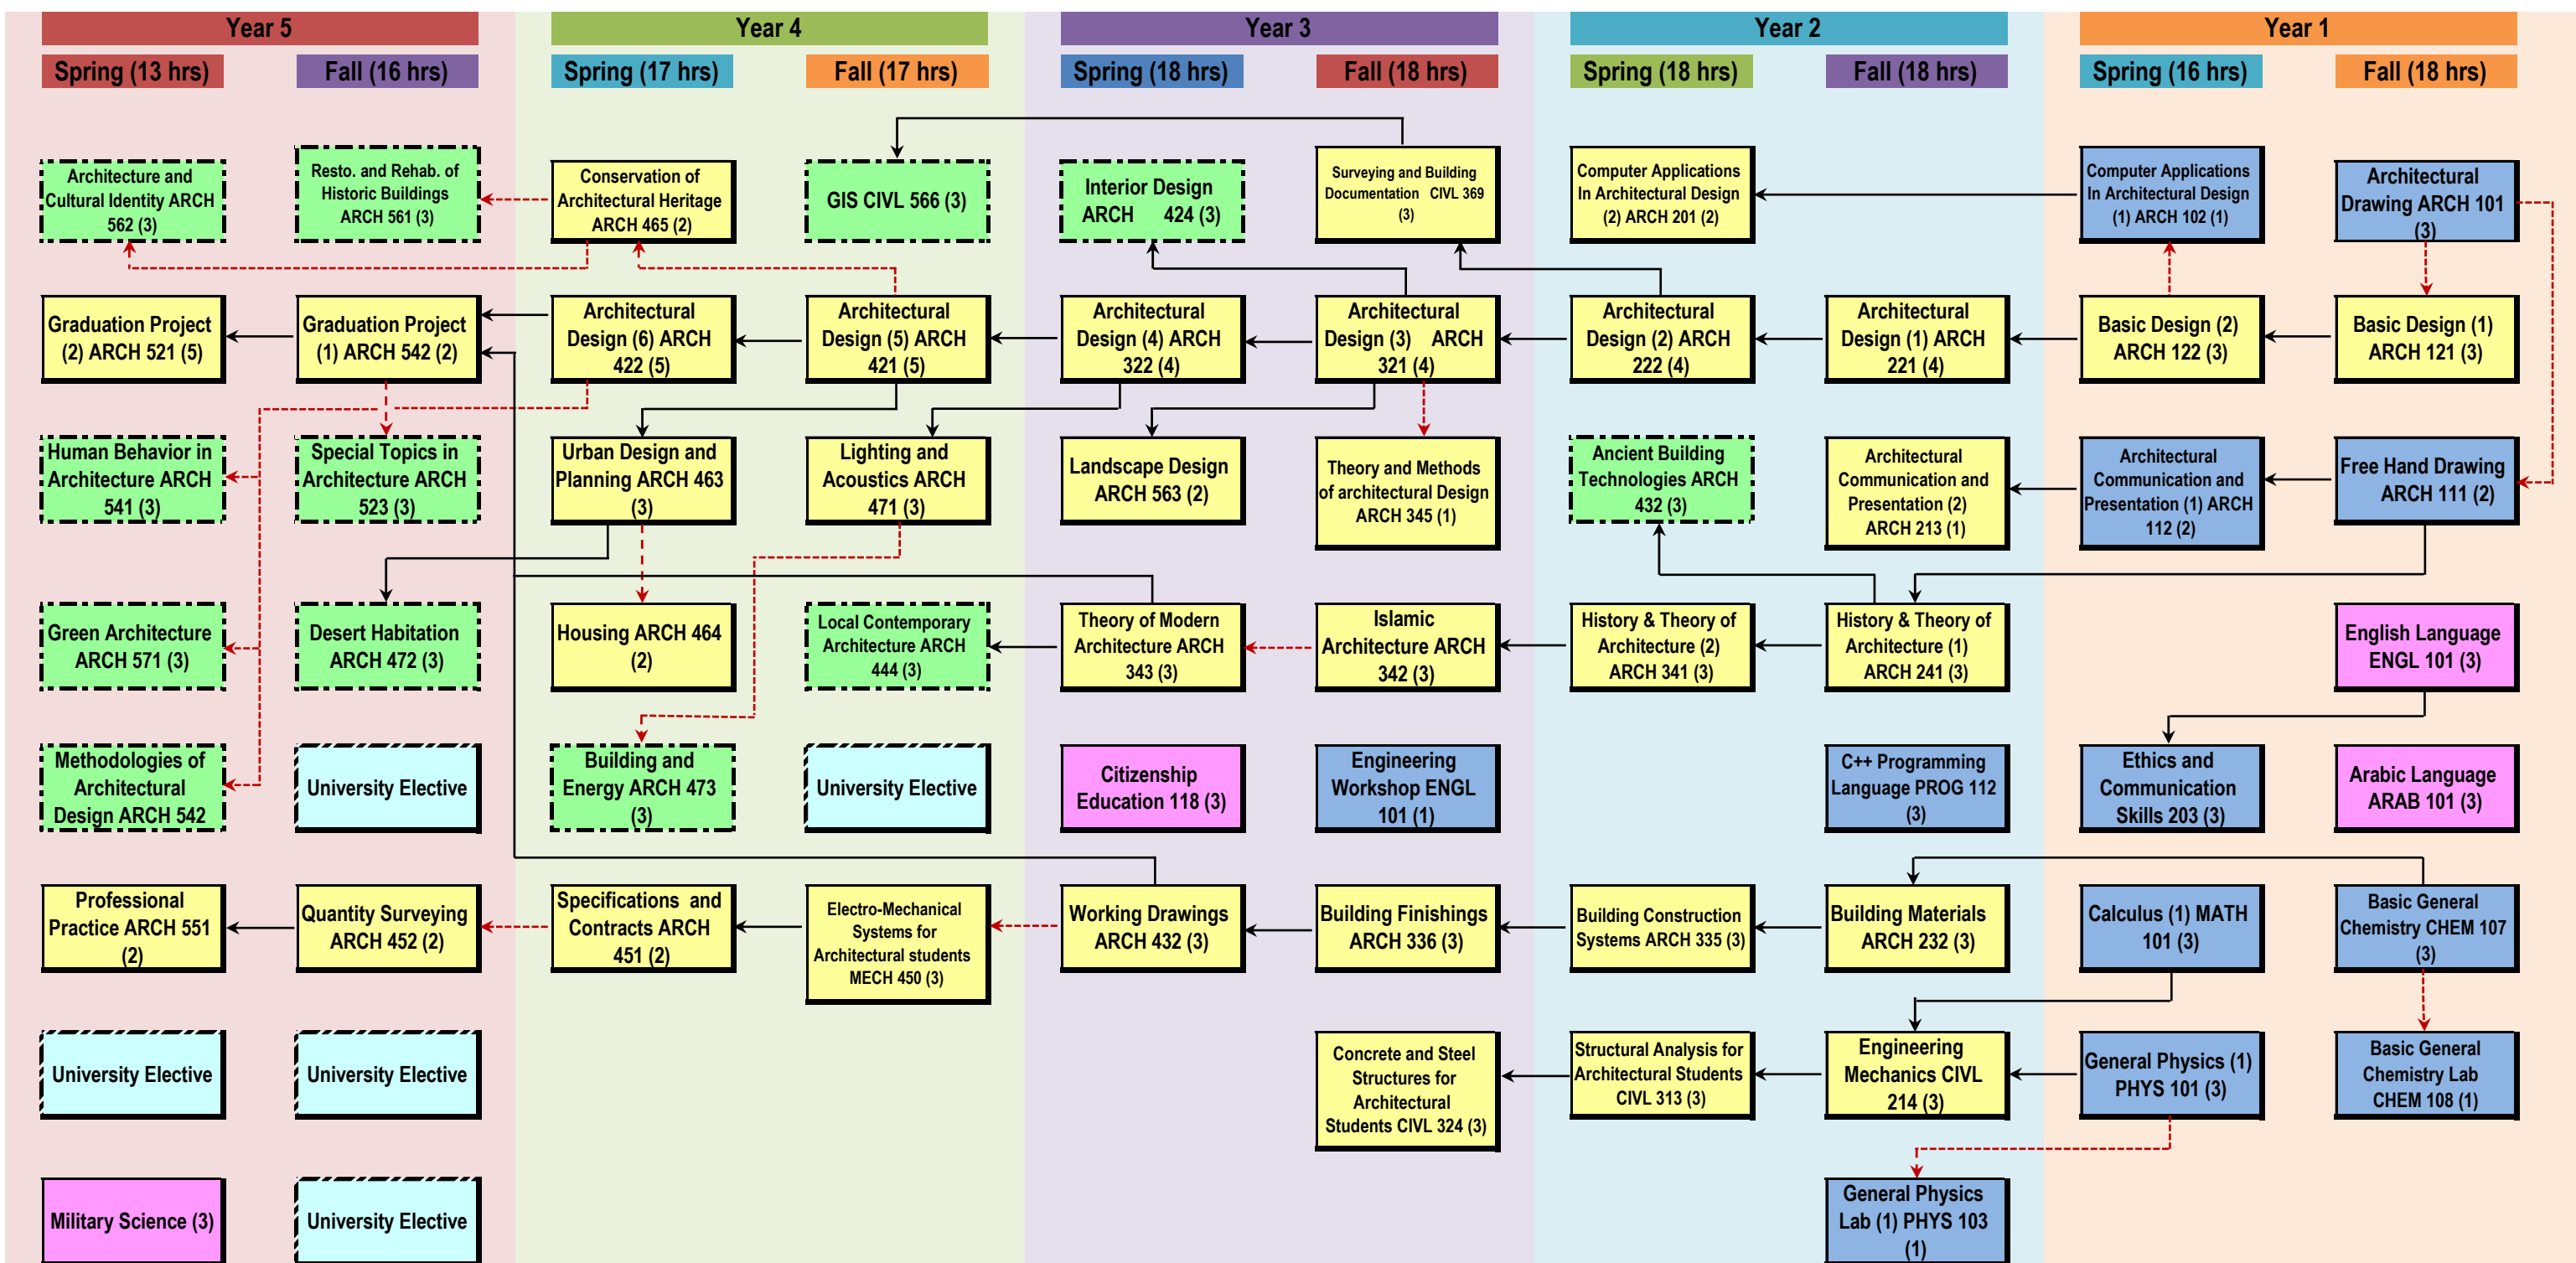 Year 5
Year 4
Year 3
Year 2
Year 1
Spring (13 hrs)
Fall (16 hrs)
Spring (17 hrs)
Fall (17 hrs)
Spring (18 hrs)
Fall (18 hrs)
Spring (18 hrs)
Fall (18 hrs)
Spring (16 hrs)
Fall (18 hrs)
Architecture and
Cultural Identity ARCH
562 (3)
Resto. and Rehab. of
Historic Buildings
ARCH 561 (3)
Conservation of
Architectural Heritage
ARCH 465 (2)
GIS CIVL 566 (3)
Interior Design
ARCH 424 (3)
Surveying and Building
Documentation CIVL 369
(3)
Computer Applications
In Architectural Design
(2) ARCH 201 (2)
Computer Applications
In Architectural Design
(1) ARCH 102 (1)
Architectural
Drawing ARCH 101
(3)
Graduation Project
(2) ARCH 521 (5)
Graduation Project
(1) ARCH 542 (2)
Architectural
Design (6) ARCH
422 (5)
Architectural
Design (5) ARCH
421 (5)
Architectural
Design (4) ARCH
322 (4)
Architectural
Design (3) ARCH
321 (4)
Architectural
Design (2) ARCH
222 (4)
Architectural
Design (1) ARCH
221 (4)
Basic Design (2)
ARCH 122 (3)
Basic Design (1)
ARCH 121 (3)
Human Behavior in
Architecture ARCH
541 (3)
Special Topics in
Architecture ARCH
523 (3)
Urban Design and
Planning ARCH 463
(3)
Lighting and
Acoustics ARCH
471 (3)
Landscape Design
ARCH 563 (2)
Theory and Methods
of architectural Design
ARCH 345 (1)
Ancient Building
Technologies ARCH
432 (3)
Architectural
Communication and
Presentation (2)
ARCH 213 (1)
Architectural
Communication and
Presentation (1) ARCH
112 (2)
Free Hand Drawing
ARCH 111 (2)
Green Architecture
ARCH 571 (3)
Desert Habitation
ARCH 472 (3)
Housing ARCH 464
(2)
Local Contemporary
Architecture ARCH
444 (3)
Theory of Modern
Architecture ARCH
343 (3)
Islamic
Architecture ARCH
342 (3)
History & Theory of
Architecture (2)
ARCH 341 (3)
History & Theory of
Architecture (1)
ARCH 241 (3)
English Language
ENGL 101 (3)
Methodologies of
Architectural
Design ARCH 542
University Elective
Building and
Energy ARCH 473
(3)
University Elective
Citizenship
Education 118 (3)
Engineering
Workshop ENGL
101 (1)
C++ Programming
Language PROG 112
(3)
Ethics and
Communication
Skills 203 (3)
Arabic Language
ARAB 101 (3)
Professional
Practice ARCH 551
(2)
Quantity Surveying
ARCH 452 (2)
Specifications and
Contracts ARCH
451 (2)
Electro-Mechanical
Systems for
Architectural students
MECH 450 (3)
Working Drawings
ARCH 432 (3)
Building Finishings
ARCH 336 (3)
Building Construction
Systems ARCH 335 (3)
Building Materials
ARCH 232 (3)
Calculus (1) MATH
101 (3)
Basic General
Chemistry CHEM 107
(3)
University Elective
University Elective
Concrete and Steel
Structures for
Architectural
Students CIVL 324 (3)
Structural Analysis for
Architectural Students
CIVL 313 (3)
Engineering
Mechanics CIVL
214 (3)
General Physics (1)
PHYS 101 (3)
Basic General
Chemistry Lab
CHEM 108 (1)
Military Science (3)
University Elective
General Physics
Lab (1) PHYS 103
(1)